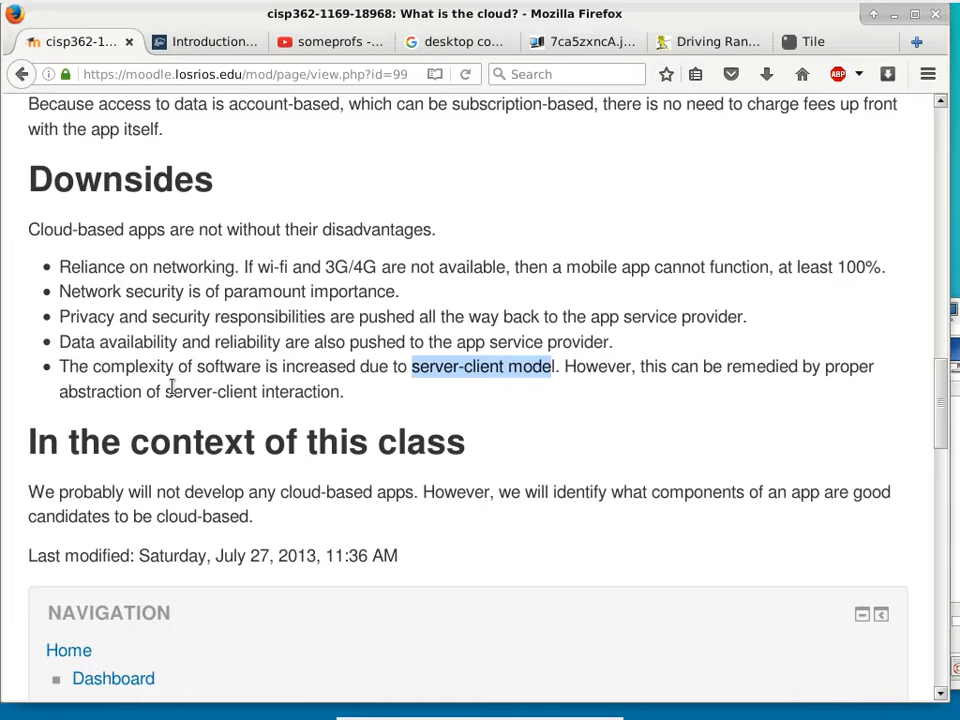 cisp362-1169-18968: What is the cloud? - Mozilla Firefox
cisp362-1... Introduction... someprofs -... desktop co... 7ca5zxncA.j... Driving Ran... Tile
https://moodle.losrios.edu/mod/page/view.php?id=99 Search ABP
Because access to data is account-based, which can be subscription-based, there is no need to charge fees up front
with the app itself.
Downsides
Cloud-based apps are not without their disadvantages.
Reliance on networking. If wi-fi and 3G/4G are not available, then a mobile app cannot function, at least 100%.
Network security is of paramount importance.
Privacy and security responsibilities are pushed all the way back to the app service provider.
Data availability and reliability are also pushed to the app service provider.
The complexity of software is increased due to server-client model. However, this can be remedied by proper
abstraction of server-client interaction.
In the context of this class
We probably will not develop any cloud-based apps. However, we will identify what components of an app are good
candidates to be cloud-based.
Last modified: Saturday, July 27, 2013, 11:36 AM
NAVIGATION
Home
Dashboard